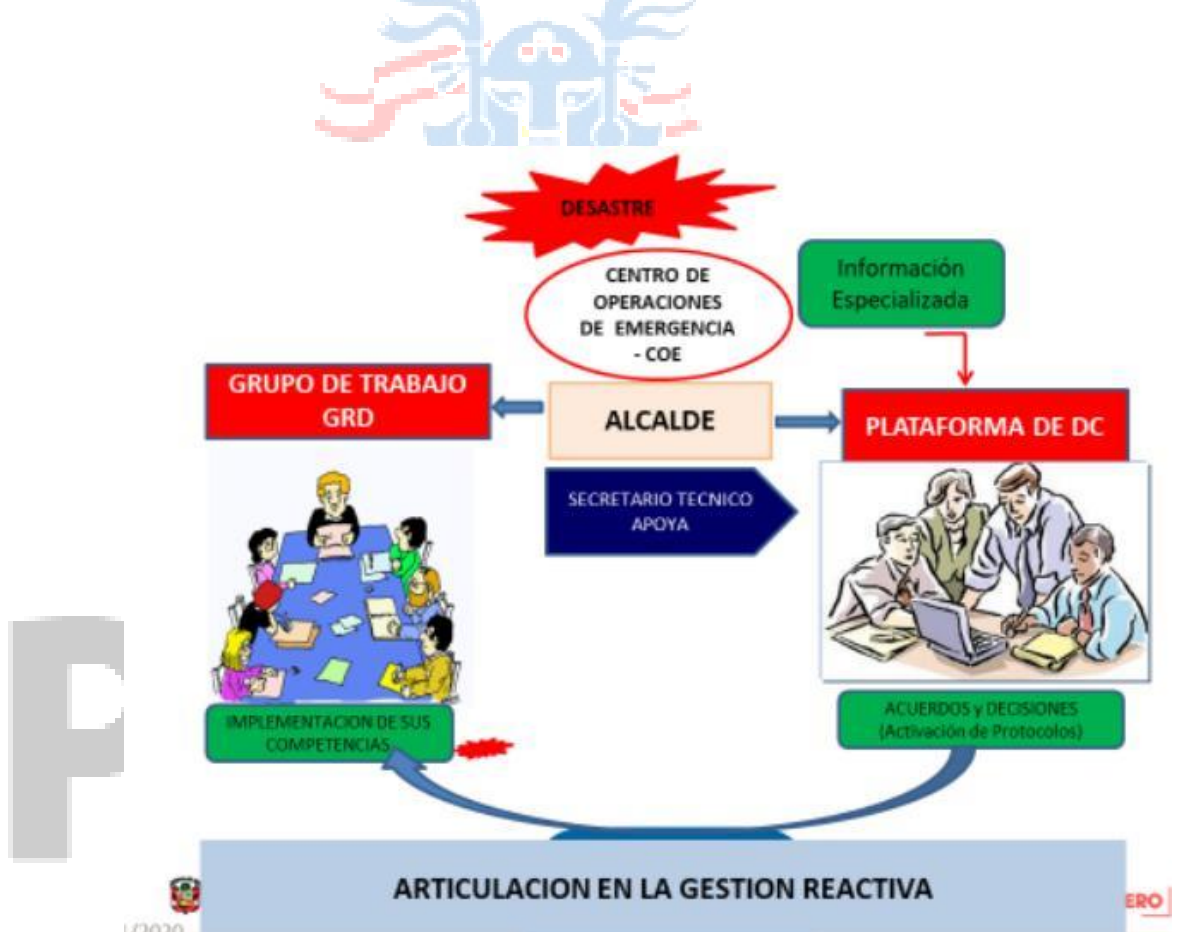 DESASTRE
CENTRO DE
OPERACIONES
DE EMERGENCIA
- COE
Información
Especializada
GRUPO DE TRABAJO
GRD
ALCALDE
PLATAFORMA DE DC
SECRETARIO TECNICO
APOYA
IMPLEMENTACION DE SUS
COMPETENCIAS
ACUERDOS y DECISIONES
(Activación de Protocolos)
ARTICULACION EN LA GESTION REACTIVA
ERO
/2020